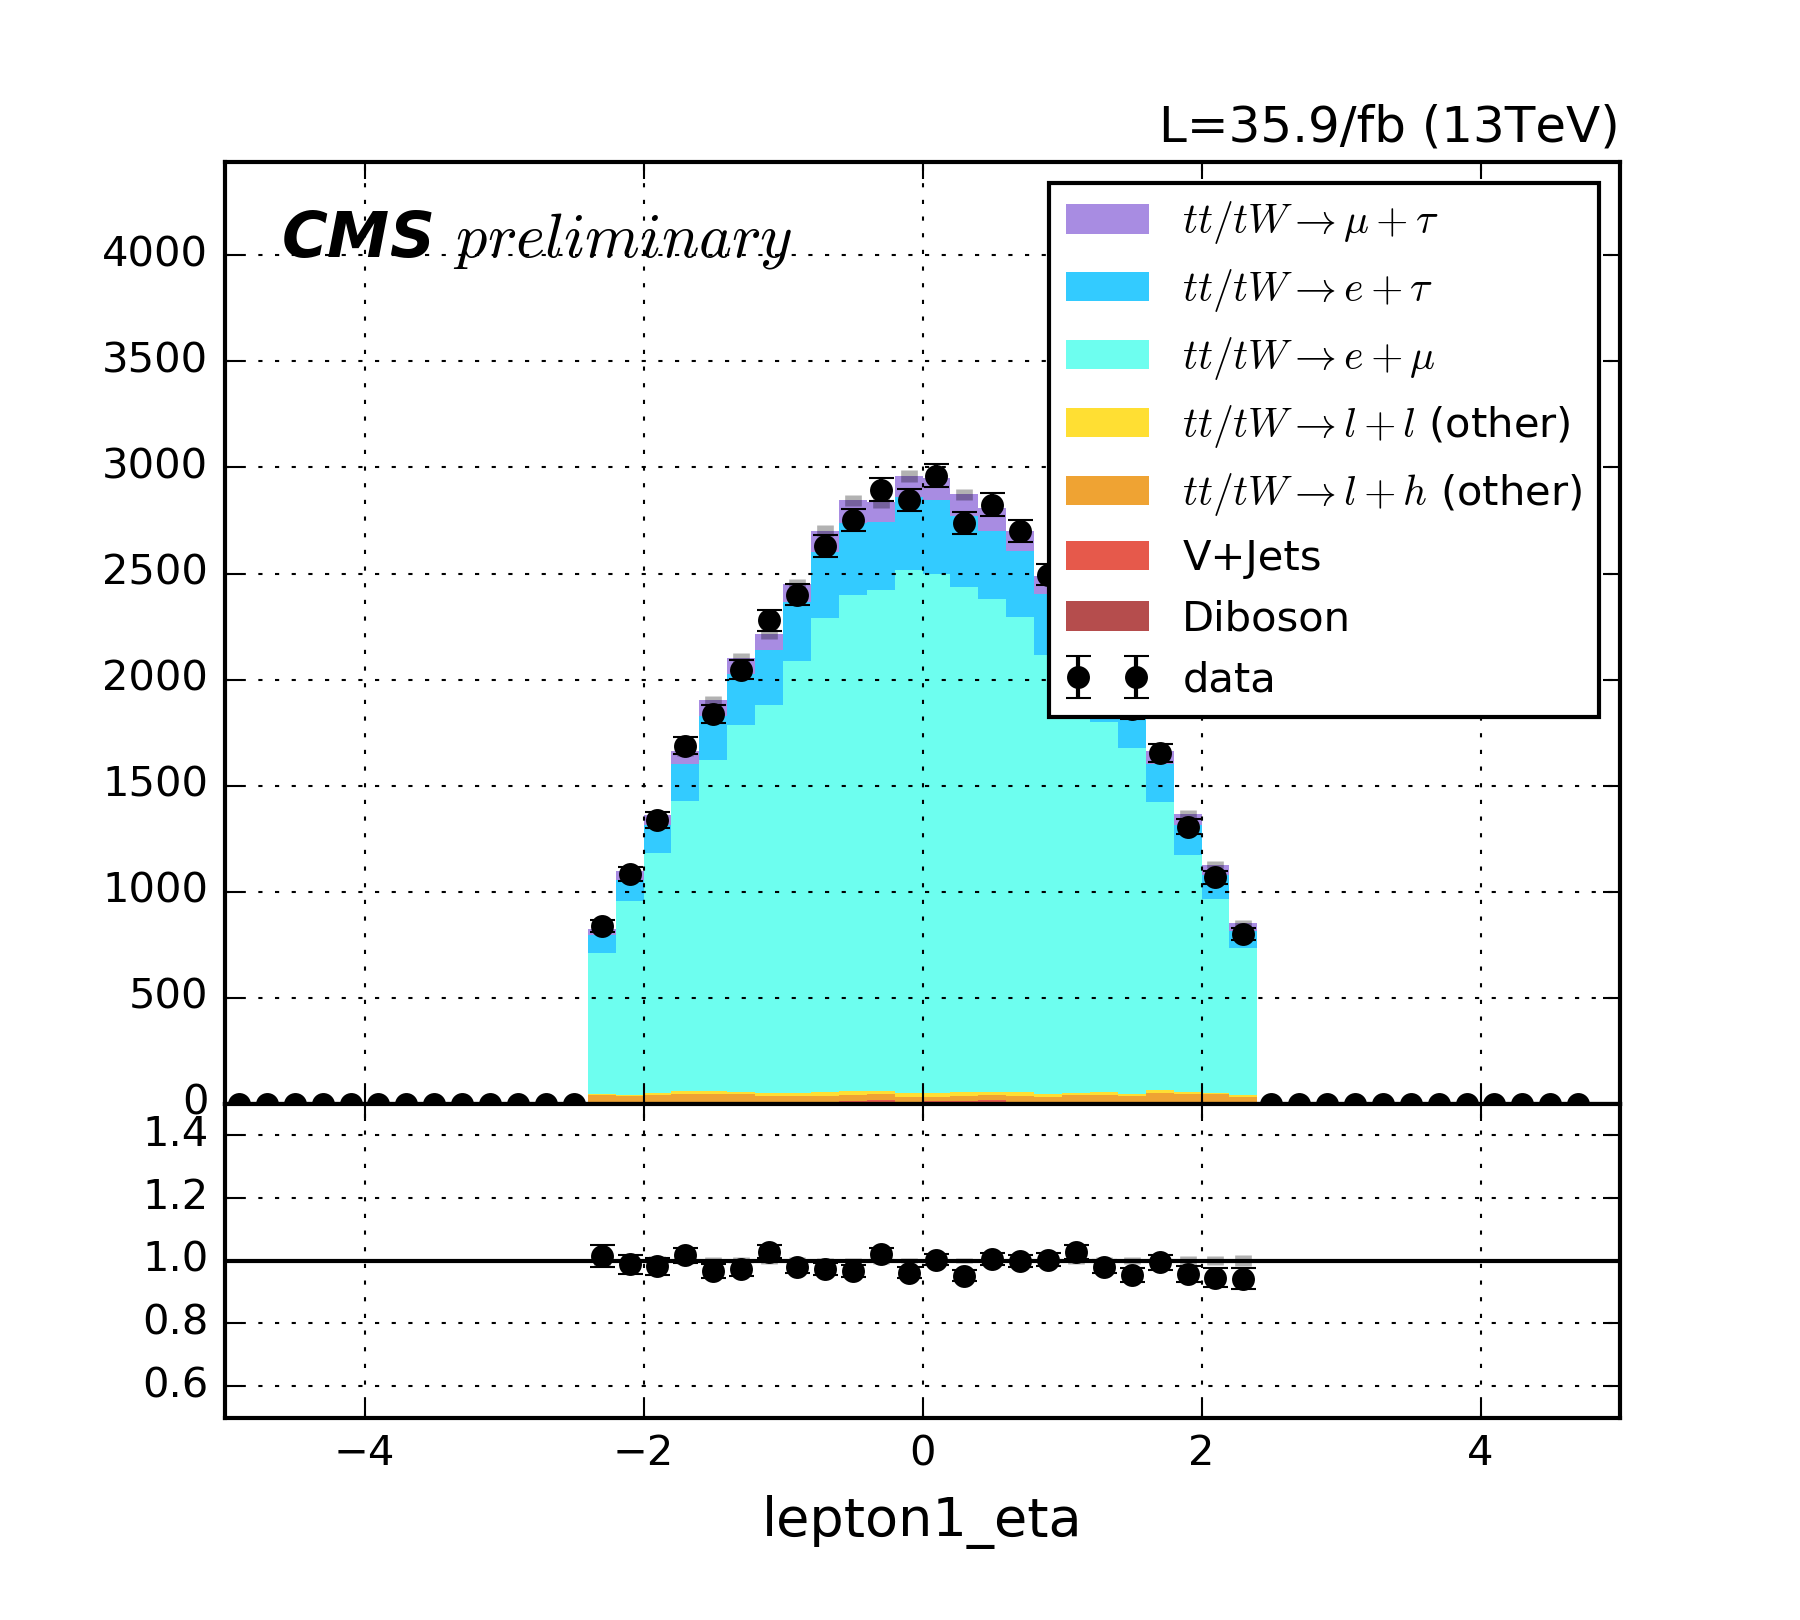 L=35.9/fb (13TeV)
CMS preliminary
tt/tW→μ+τ
tt/tW→e+τ
tt/tW→e+μ
tt/tW→l+l (other)
tt/tW→l+h (other)
V+Jets
Diboson
data
4000
3500
3000
2500
2000
1500
1000
500
0
1.4
1.2
1.0
0.8
0.6
−4 −2 0 2 4
lepton1_eta